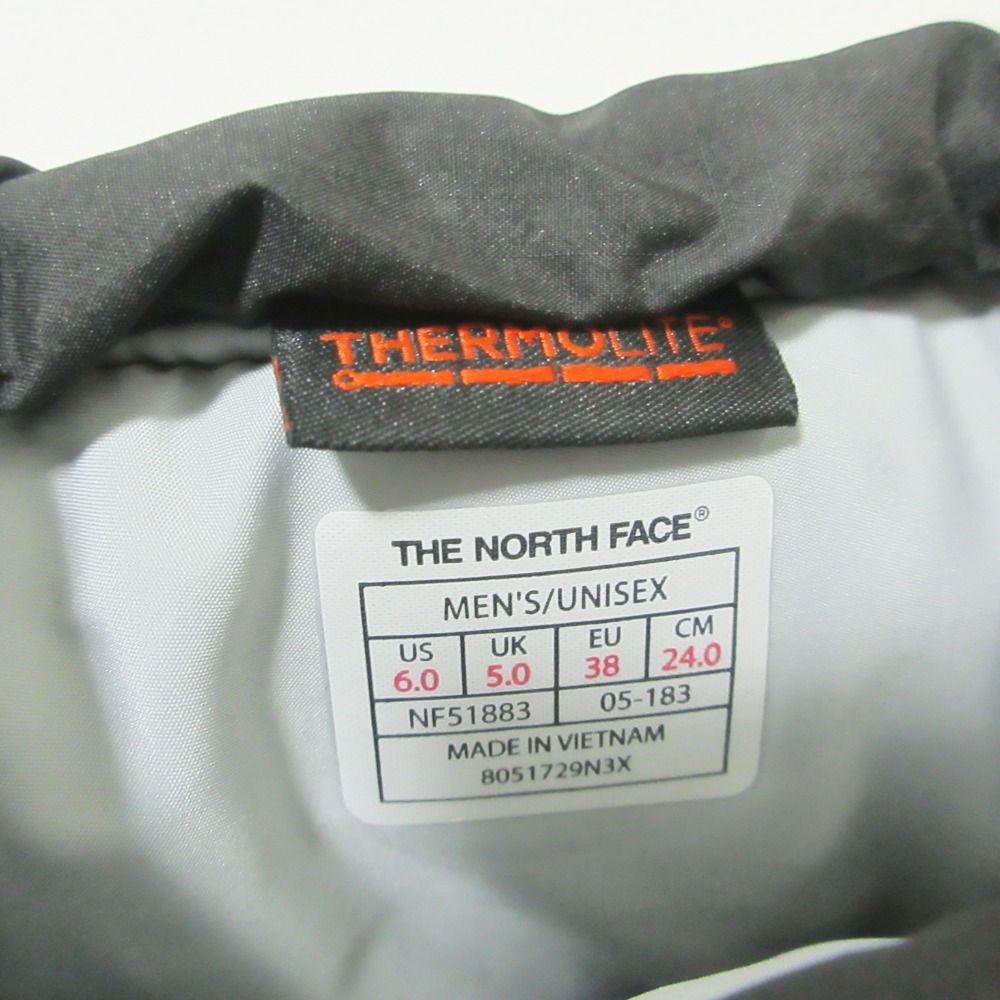 THERMOLITE®
THE NORTH FACE®
MEN'S/UNISEX
US UK EU CM
6.0 5.0 38 24.0
NF51883 05-183
MADE IN VIETNAM
8051729N3X